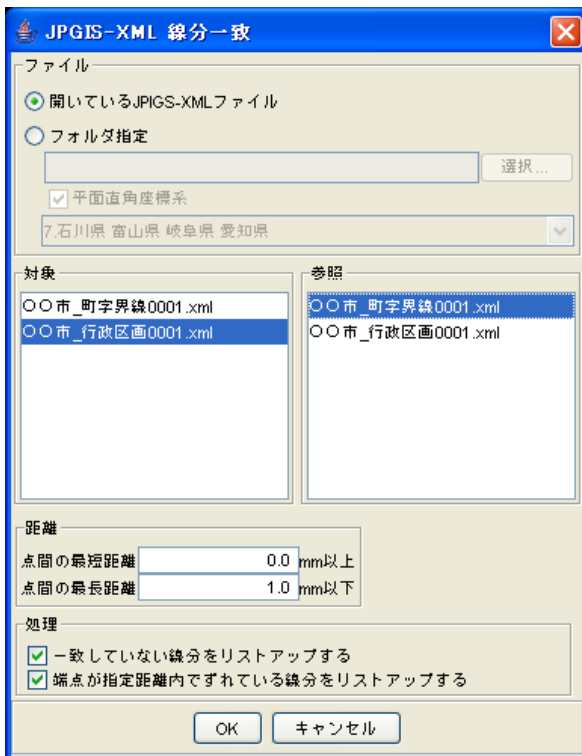 JPGIS-XML 線分一致
ファイル
開いているJPIGS-XMLファイル
フォルダ指定
選択...
平面直角座標系
7.石川県 富山県 岐阜県 愛知県
対象
参照
〇〇市_町字界線0001.xml
〇〇市_行政区画0001.xml
〇〇市_町字界線0001.xml
〇〇市_行政区画0001.xml
距離
点間の最短距離 0.0 mm以上
点間の最長距離 1.0 mm以下
処理
一致していない線分をリストアップする
端点が指定距離内でずれている線分をリストアップする
OK キャンセル